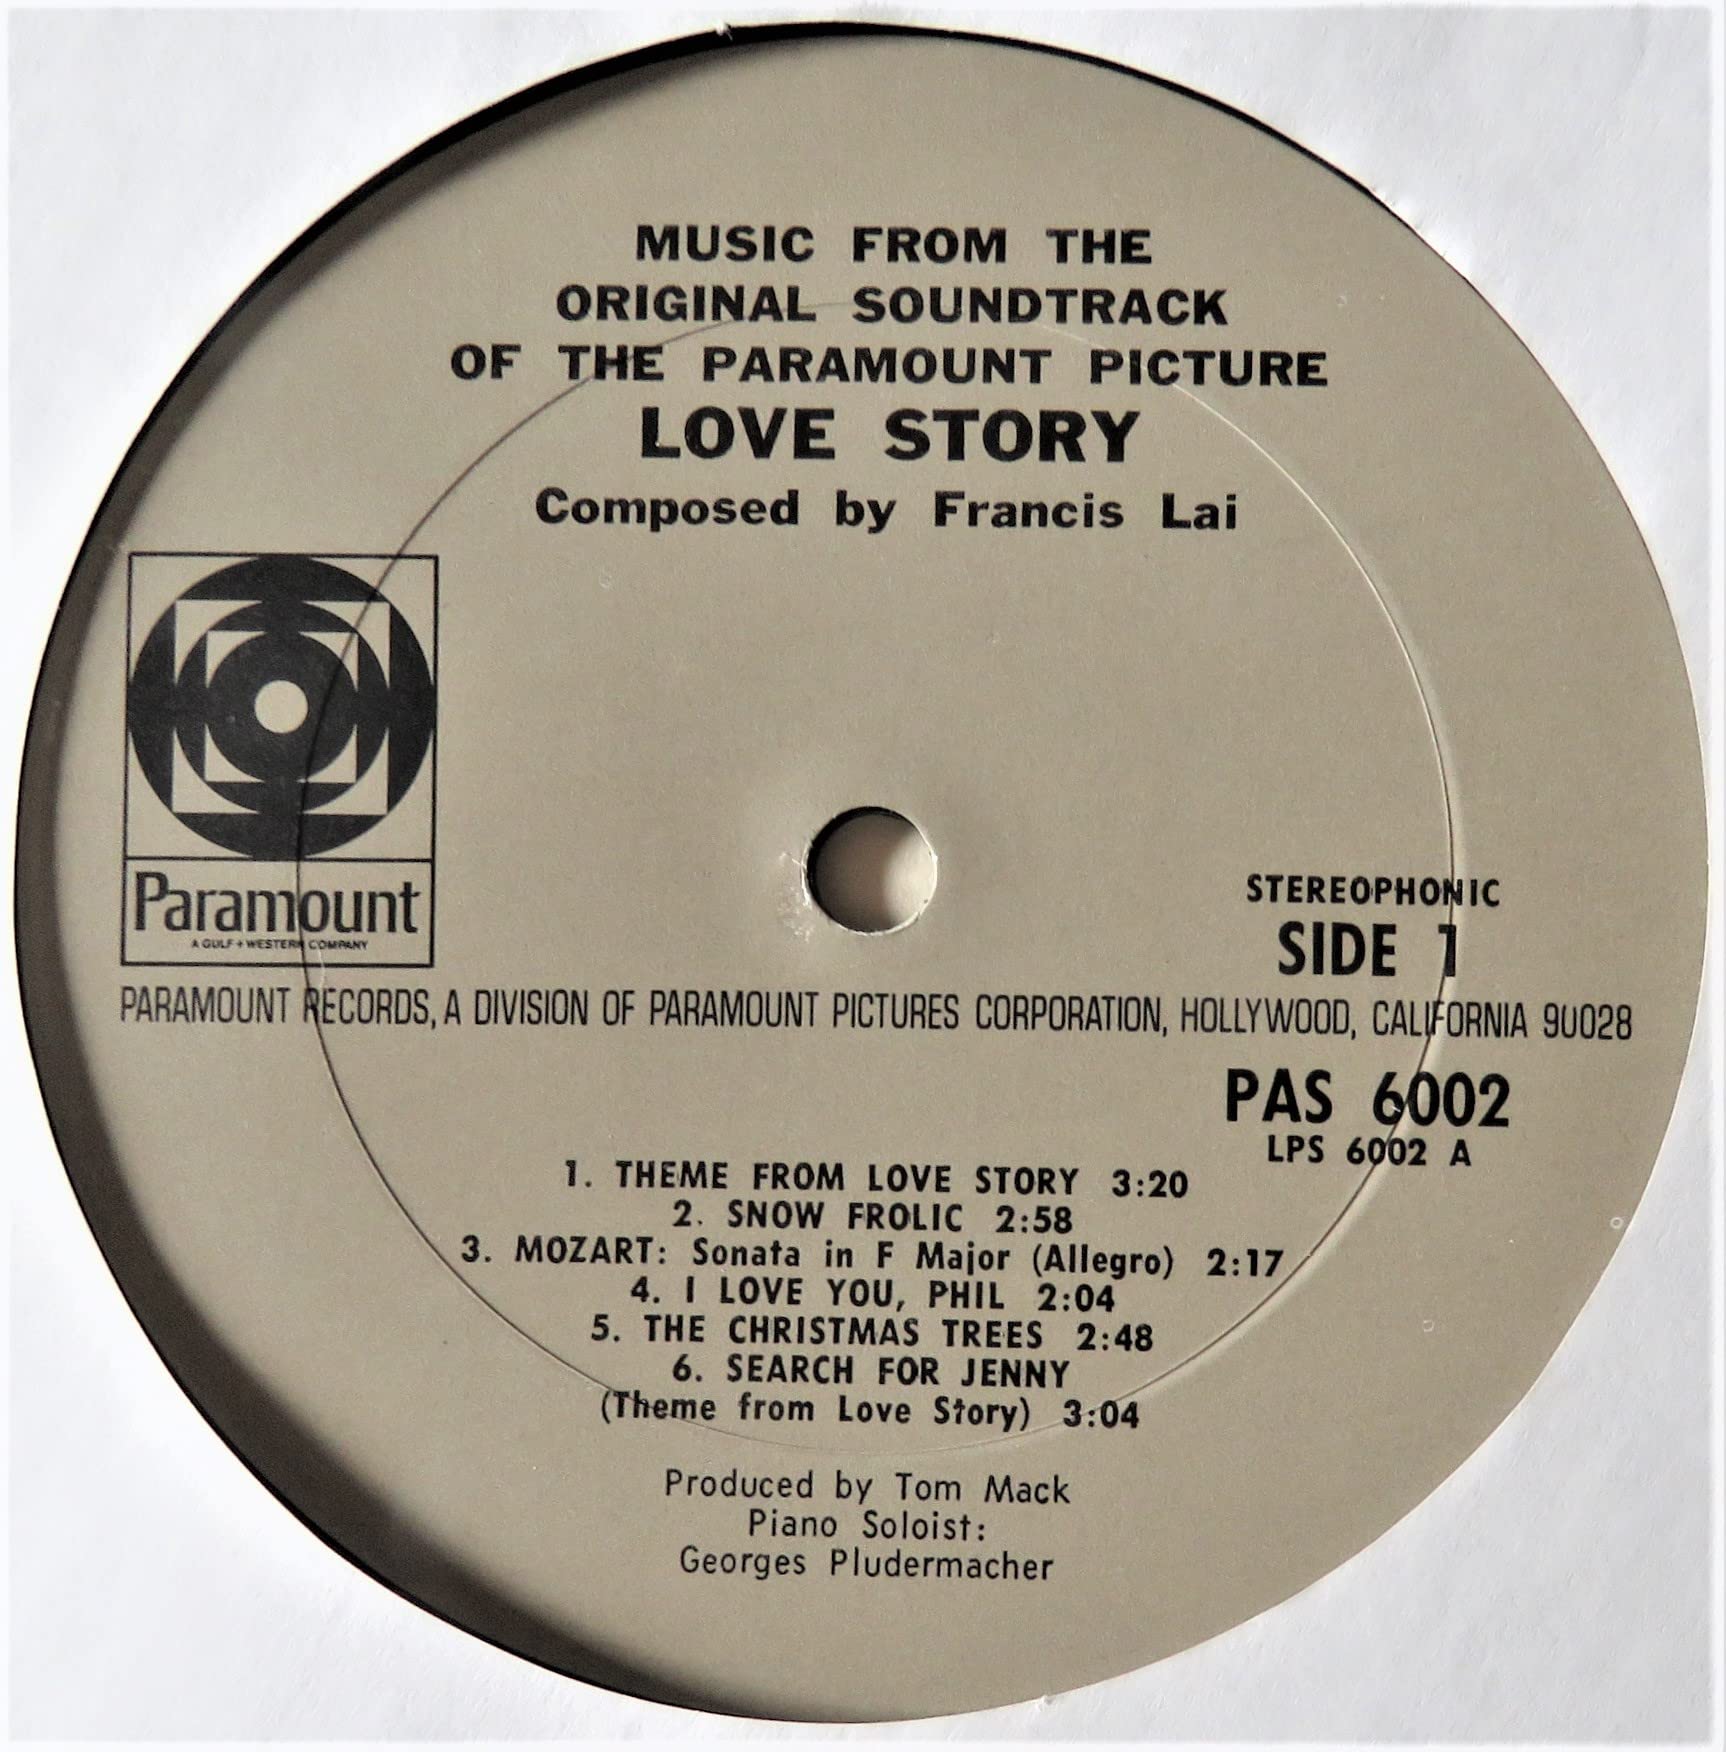 MUSIC FROM THE
ORIGINAL SOUNDTRACK
OF THE PARAMOUNT PICTURE
LOVE STORY
Composed by Francis Lai
Paramount
A GULF + WESTERN COMPANY
STEREOPHONIC
SIDE 1
PARAMOUNT RECORDS, A DIVISION OF PARAMOUNT PICTURES CORPORATION, HOLLYWOOD, CALIFORNIA 90028
PAS 6002
LPS 6002 A
1. THEME FROM LOVE STORY 3:20
2. SNOW FROLIC 2:58
3. MOZART: Sonata in F Major (Allegro) 2:17
4. I LOVE YOU, PHIL 2:04
5. THE CHRISTMAS TREES 2:48
6. SEARCH FOR JENNY
(Theme from Love Story) 3:04
Produced by Tom Mack
Piano Soloist:
Georges Pludermacher